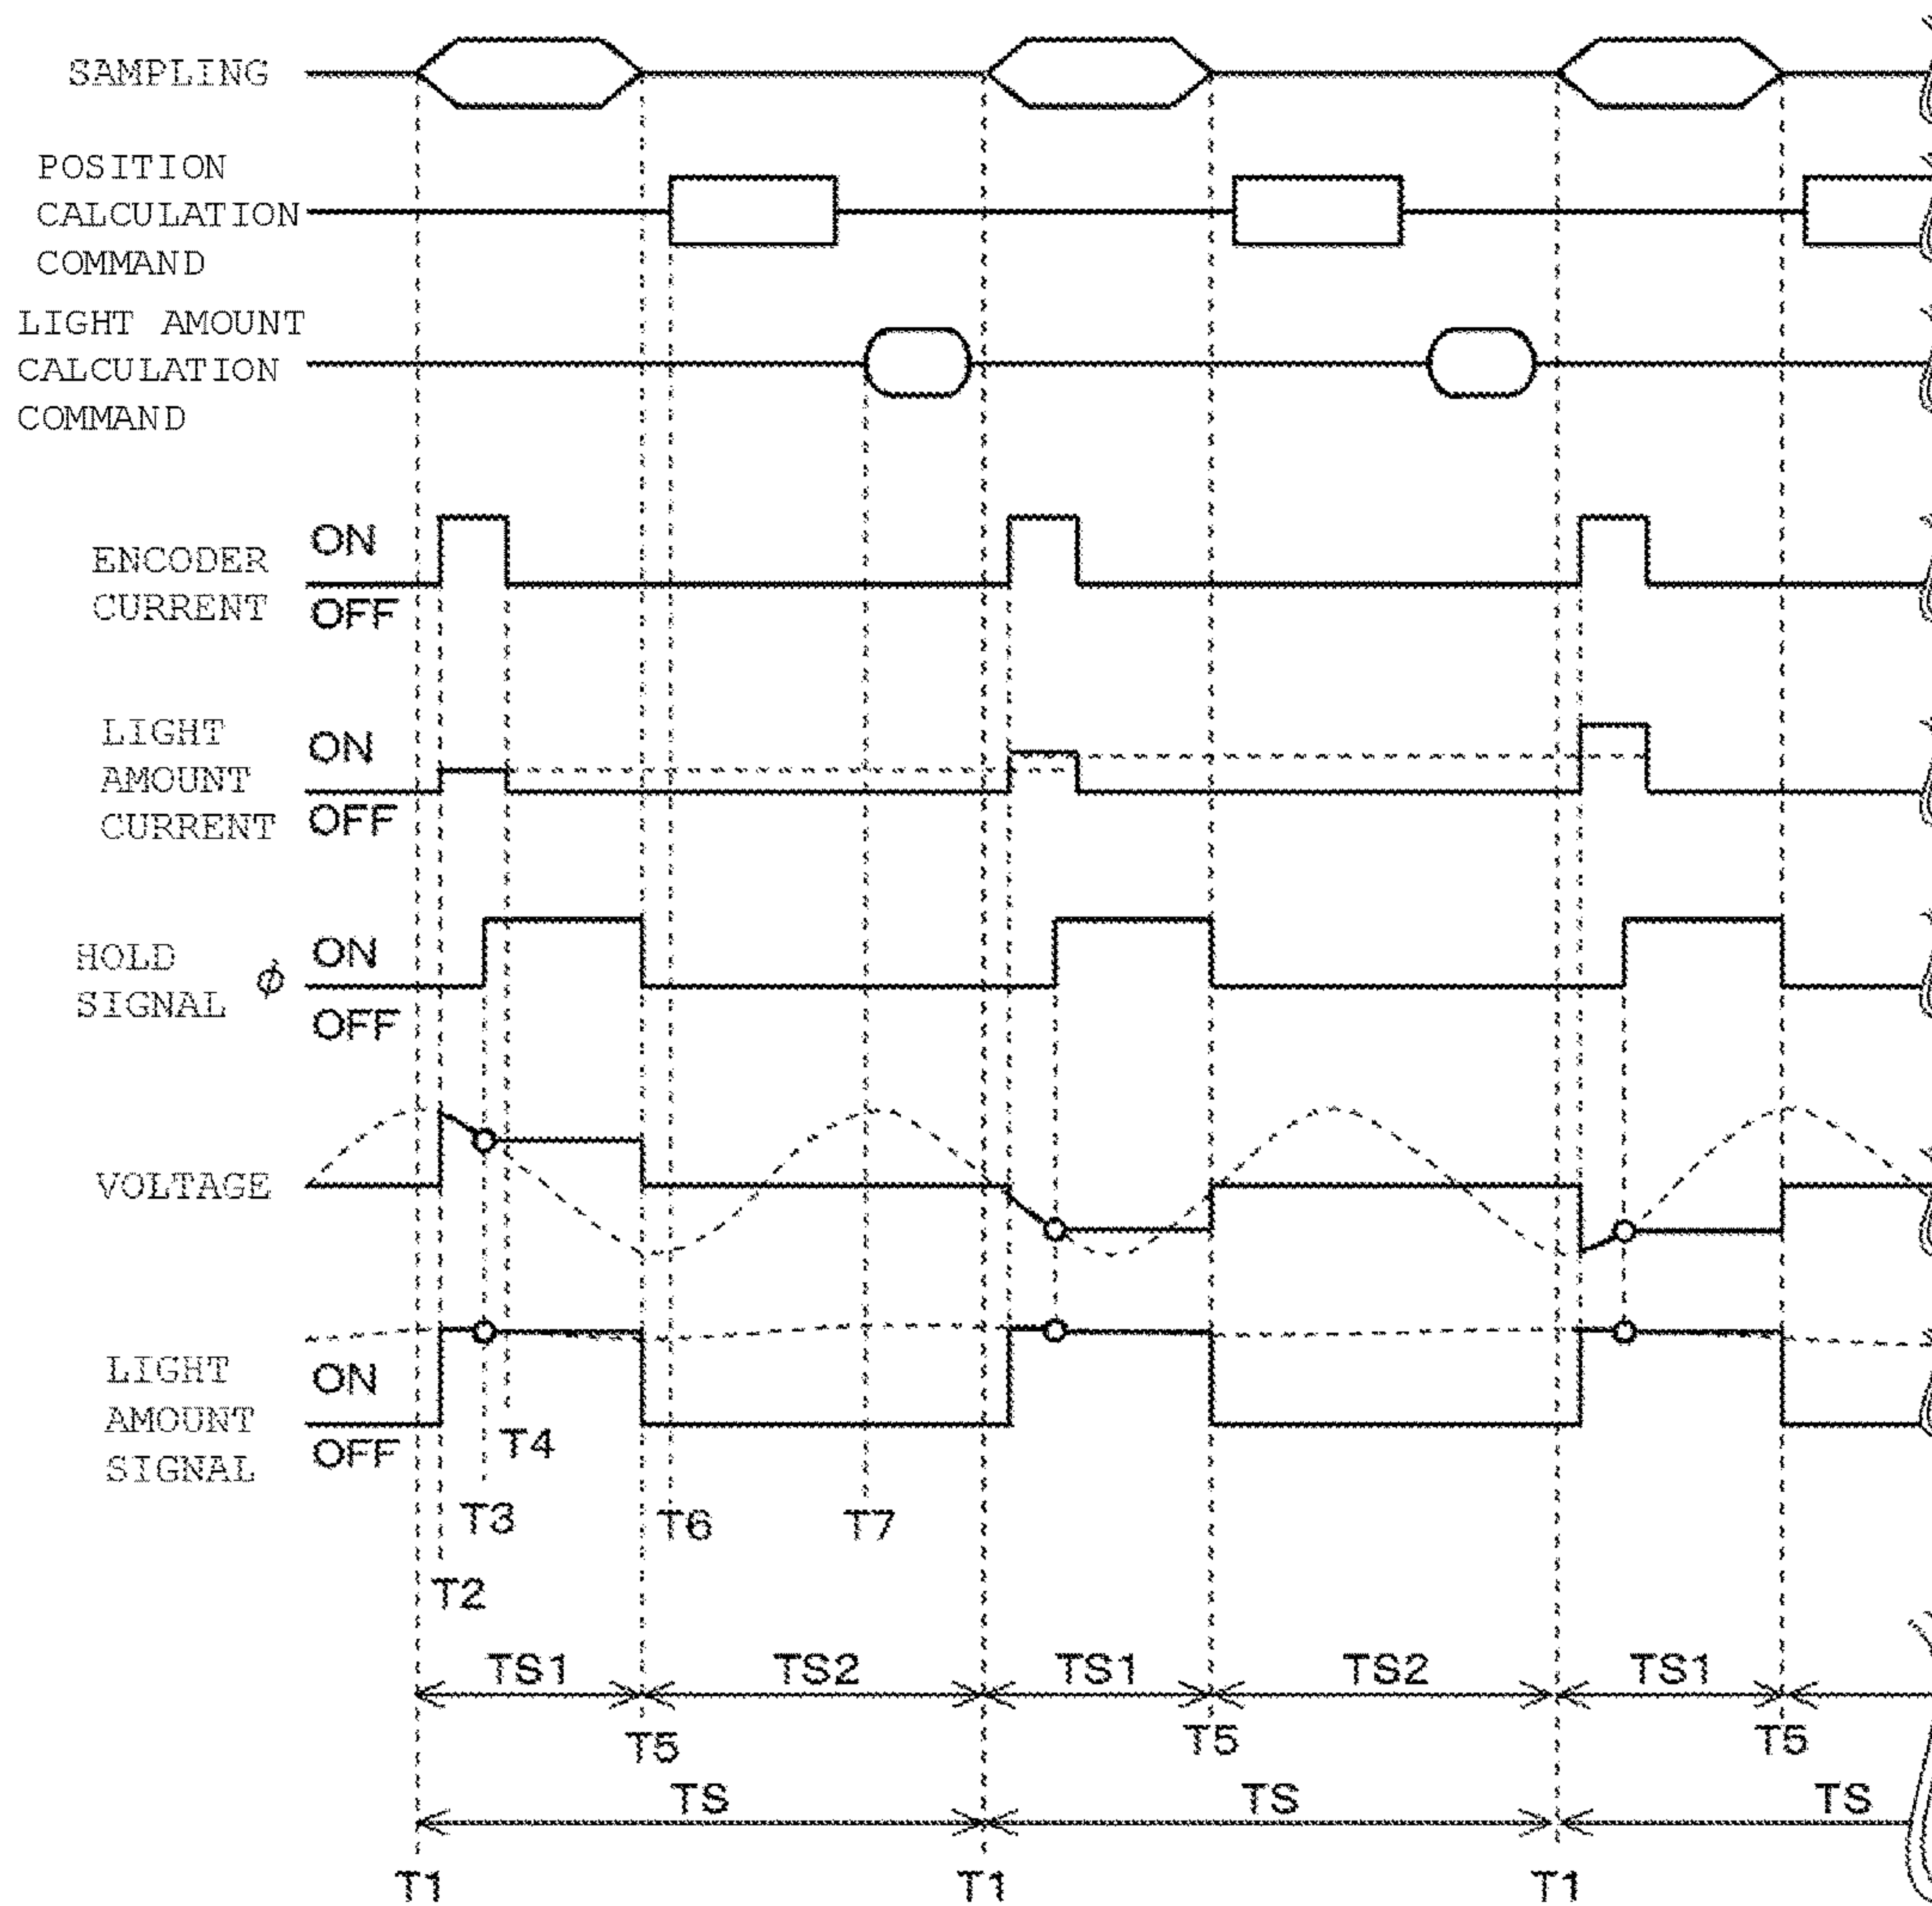 SAMPLING
POSITION
CALCULATION
COMMAND
LIGHT AMOUNT
CALCULATION
COMMAND
ENCODER
CURRENT
ON
OFF
LIGHT
AMOUNT
CURRENT
ON
OFF
HOLD
SIGNAL
ϕ
ON
OFF
VOLTAGE
LIGHT
AMOUNT
SIGNAL
ON
OFF
T4
T3
T6
T7
T2
TS1
TS2
TS1
TS2
TS1
T5
T5
T5
TS
TS
TS
T1
T1
T1